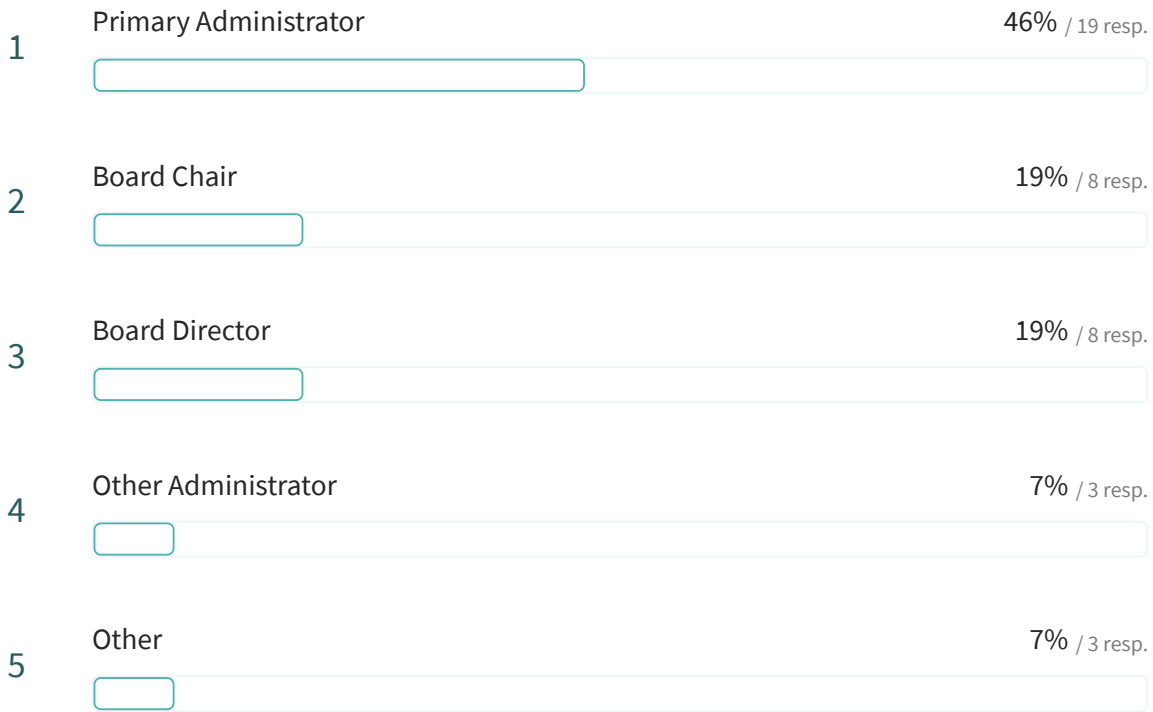 1
Primary Administrator 46% / 19 resp.
2
Board Chair 19% / 8 resp.
3
Board Director 19% / 8 resp.
4
Other Administrator 7% / 3 resp.
5
Other 7% / 3 resp.